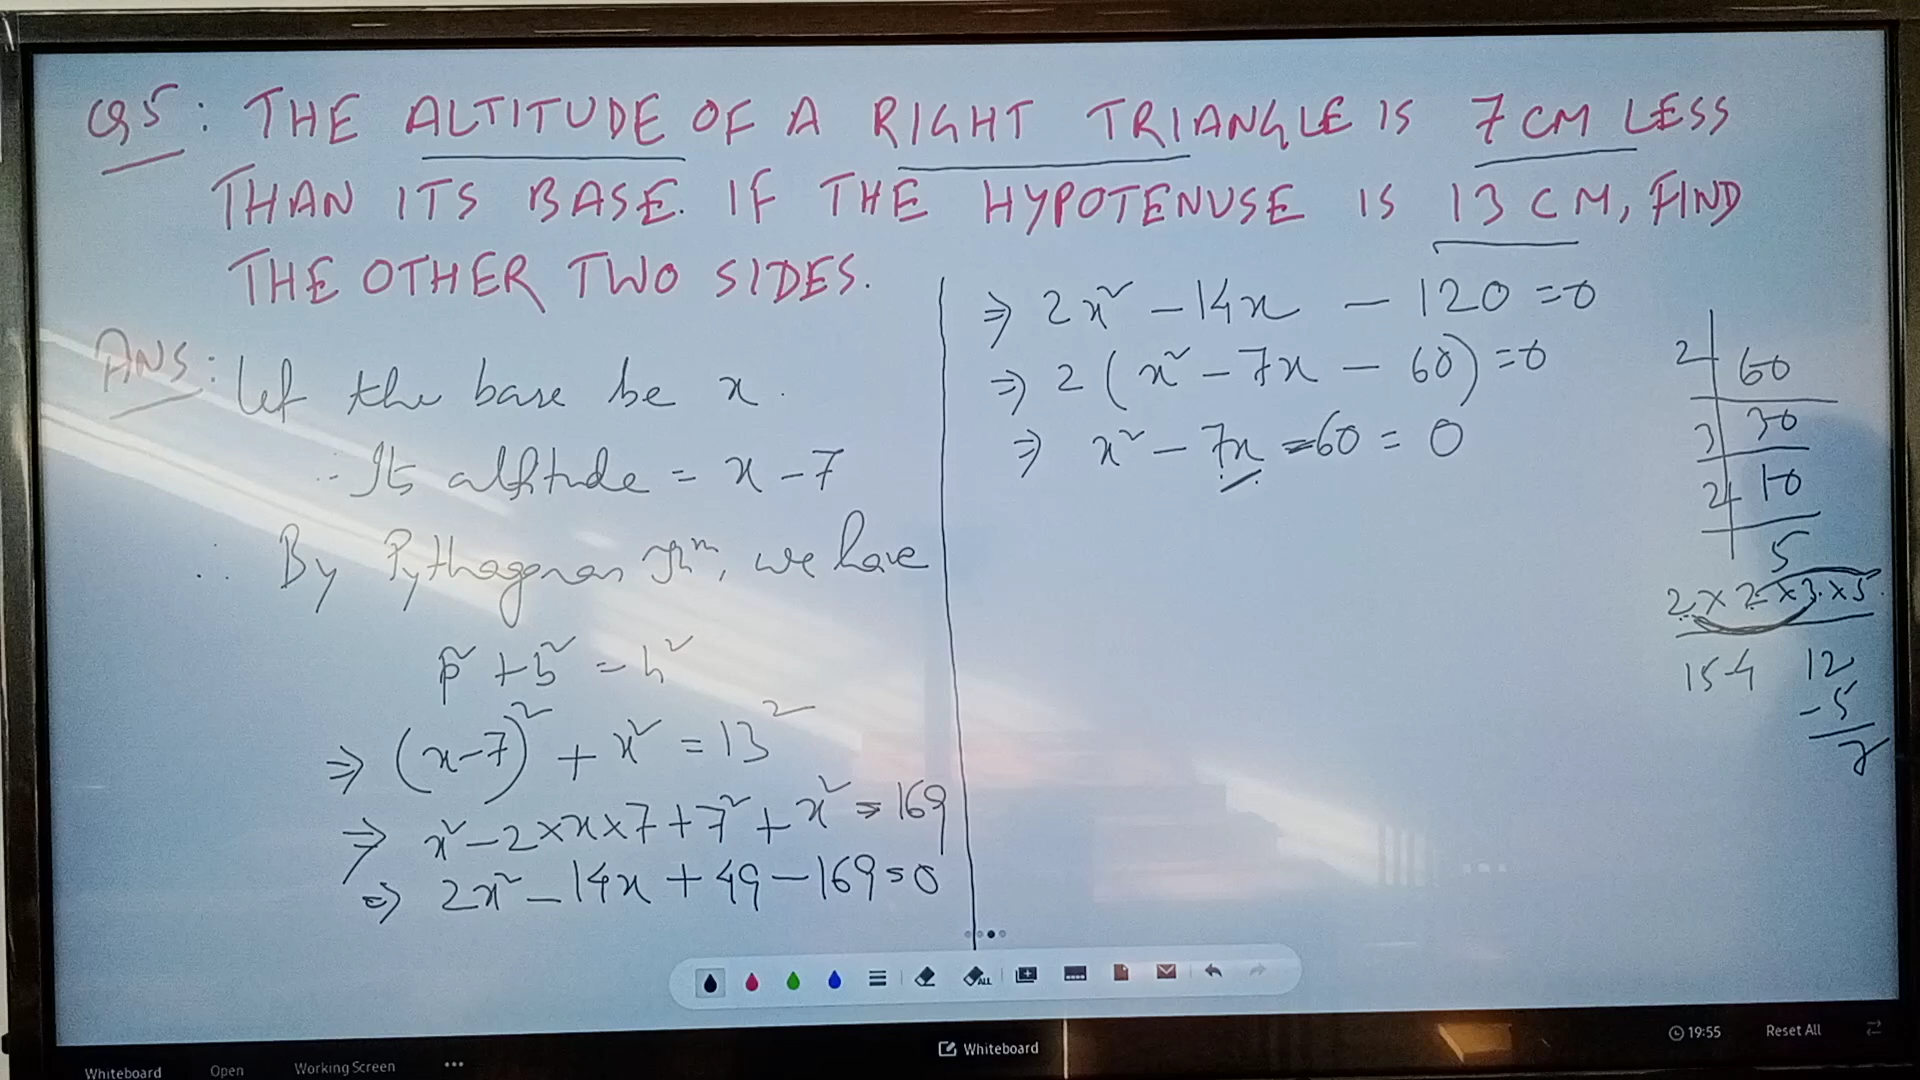 Q5: THE ALTITUDE OF A RIGHT TRIANGLE IS 7CM LESS
THAN ITS BASE. IF THE HYPOTENUSE IS 13 CM, FIND
THE OTHER TWO SIDES.
ANS: Let the base be x.
∴ Its altitude = x - 7
∴ By Pythagoras Thᵐ, we have
p² + b² = h²
⇒ (x-7)² + x² = 13²
⇒ x² - 2×x×7 + 7² + x² = 169
⇒ 2x² - 14x + 49 - 169 = 0
⇒ 2x² - 14x - 120 = 0
⇒ 2(x² - 7x - 60) = 0
⇒ x² - 7x - 60 = 0
2 60
3 30
2 10
5
2 × 2 × 3 × 5
15 4 12
-5
7
ALL
Whiteboard
19:55 Reset All
Whiteboard Open Working Screen •••